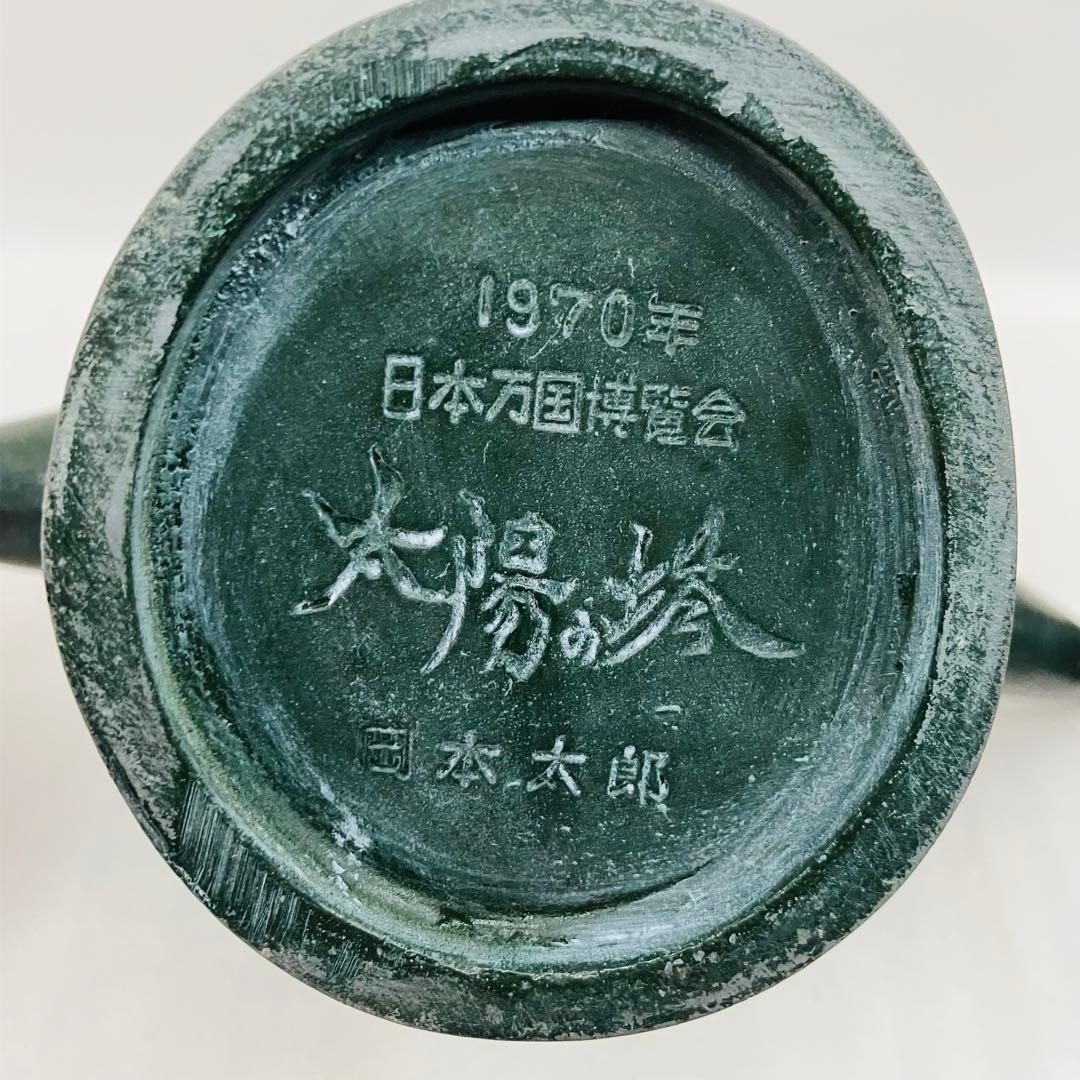 1970年
日本万国博覧会
太陽の塔
岡本太郎